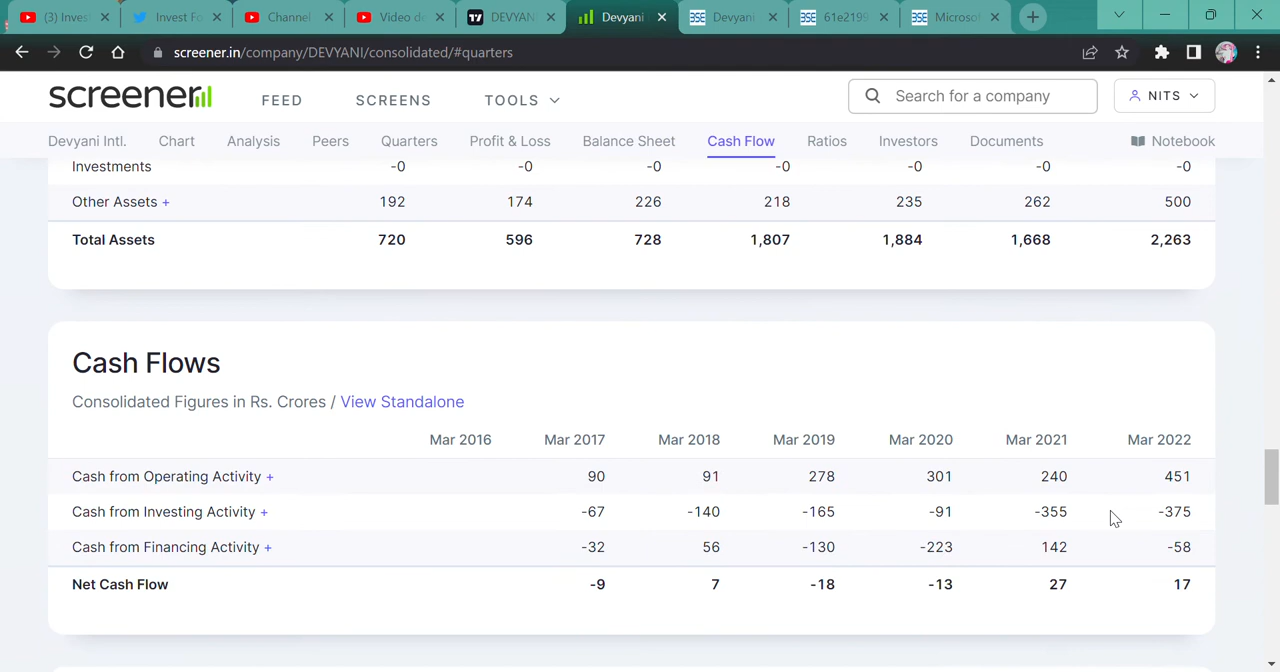 (3) Inves
Invest Fo
Channel
Video de
DEVYANI
Devyani
Devyani
61e2199
Microso
screener.in/company/DEVYANI/consolidated/#quarters
screener FEED SCREENS TOOLS Search for a company NITS
Devyani Intl. Chart Analysis Peers Quarters Profit & Loss Balance Sheet Cash Flow Ratios Investors Documents Notebook
Investments -0 -0 -0 -0 -0 -0 -0
Other Assets + 192 174 226 218 235 262 500
Total Assets 720 596 728 1,807 1,884 1,668 2,263
Cash Flows
Consolidated Figures in Rs. Crores / View Standalone
Mar 2016 Mar 2017 Mar 2018 Mar 2019 Mar 2020 Mar 2021 Mar 2022
Cash from Operating Activity + 90 91 278 301 240 451
Cash from Investing Activity + -67 -140 -165 -91 -355 -375
Cash from Financing Activity + -32 56 -130 -223 142 -58
Net Cash Flow -9 7 -18 -13 27 17